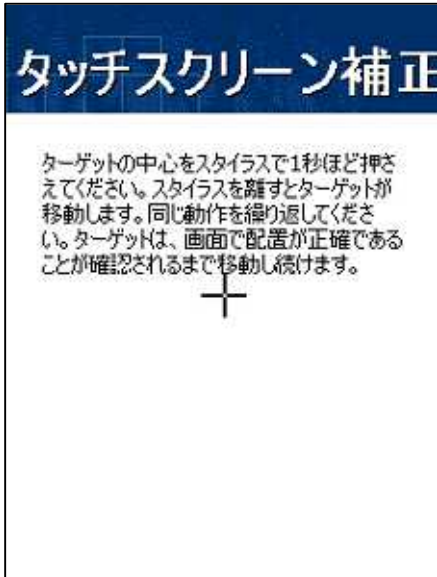 タッチスクリーン補正
ターゲットの中心をスタイラスで1秒ほど押さ
えてください。スタイラスを離すとターゲットが
移動します。同じ動作を繰り返してくださ
い。ターゲットは、画面で配置が正確である
ことが確認されるまで移動し続けます。